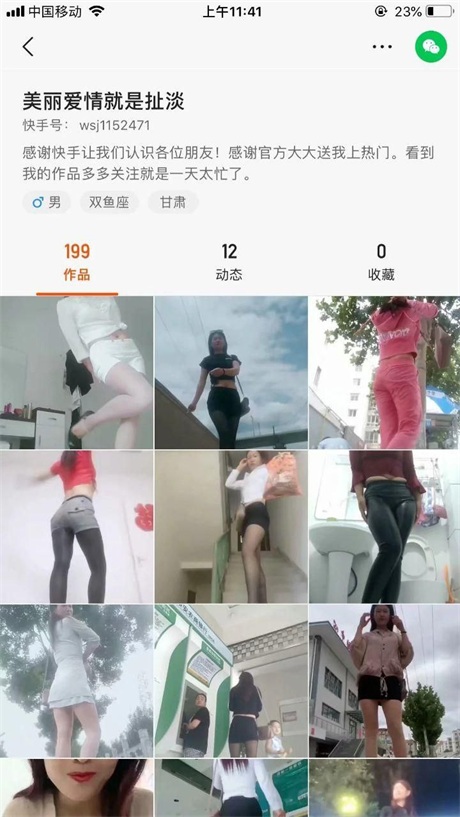 中国移动 上午11:41 23%
美丽爱情就是扯淡
快手号: wsj1152471
感谢快手让我们认识各位朋友！感谢官方大大送我上热门。看到
我的作品多多关注就是一天太忙了。
男 双鱼座 甘肃
199 12 0
作品 动态 收藏